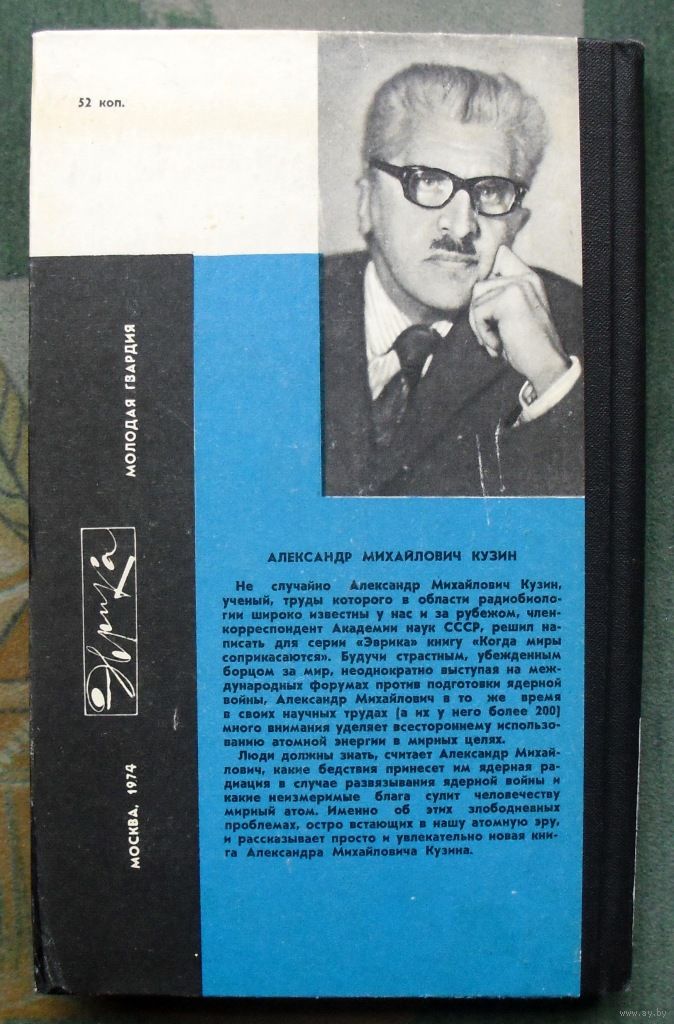 52 коп.
МОЛОДАЯ ГВАРДИЯ
Эврика
МОСКВА, 1974
АЛЕКСАНДР МИХАЙЛОВИЧ КУЗИН
Не случайно Александр Михайлович Кузин,
ученый, труды которого в области радиобиоло-
гии широко известны у нас и за рубежом, член-
корреспондент Академии наук СССР, решил на-
писать для серии «Эврика» книгу «Когда миры
соприкасаются». Будучи страстным, убежденным
борцом за мир, неоднократно выступая на меж-
дународных форумах против подготовки ядерной
войны, Александр Михайлович в то же время
в своих научных трудах [а их у него более 200]
много внимания уделяет всестороннему использо-
ванию атомной энергии в мирных целях.
Люди должны знать, считает Александр Михай-
лович, какие бедствия принесет им ядерная ра-
диация в случае развязывания ядерной войны и
какие неизмеримые блага сулит человечеству
мирный атом. Именно об этих злободневных
проблемах, остро встающих в нашу атомную эру,
и рассказывает просто и увлекательно новая кни-
га Александра Михайловича Кузина.
www.ay.by